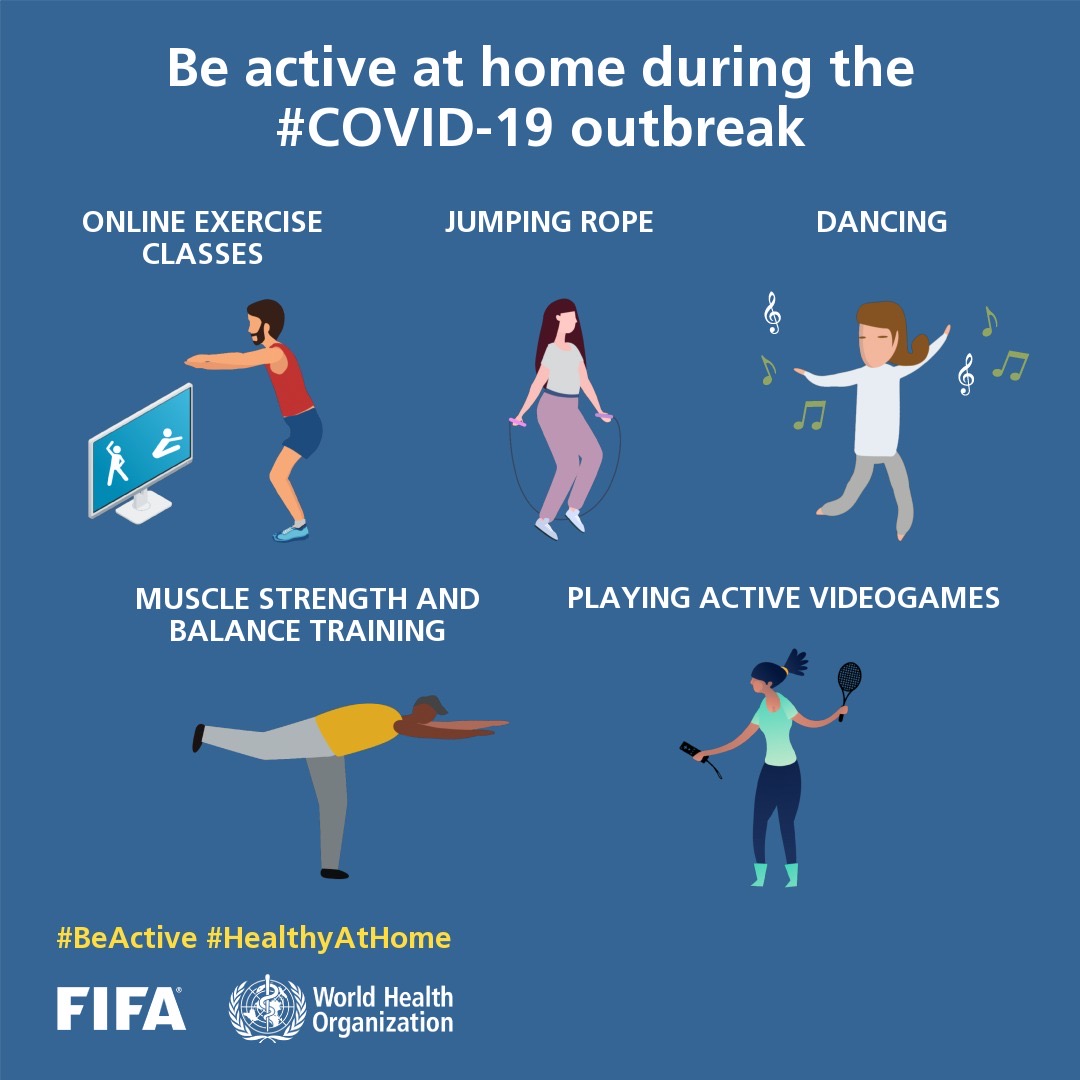 Be active at home during the
#COVID-19 outbreak
ONLINE EXERCISE
CLASSES
JUMPING ROPE
DANCING
MUSCLE STRENGTH AND
BALANCE TRAINING
PLAYING ACTIVE VIDEOGAMES
#BeActive #HealthyAtHome
FIFA®
World Health
Organization